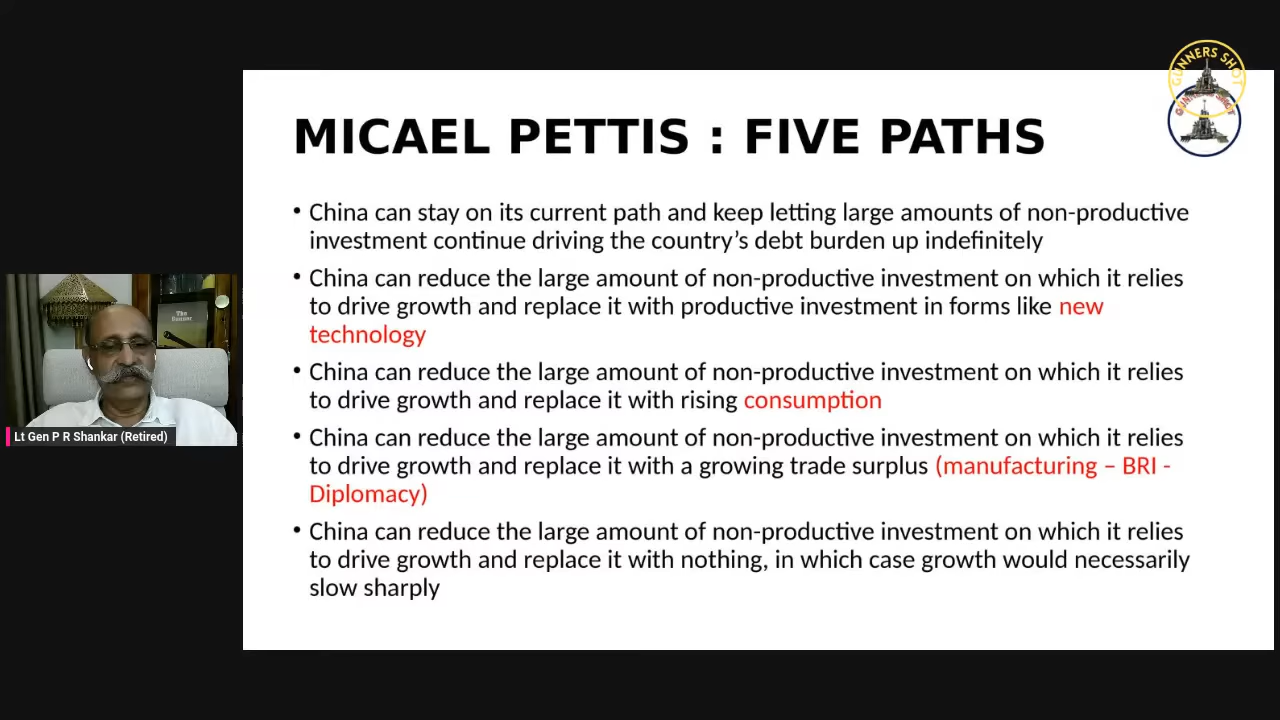 GUNNERS SHOT
MICAEL PETTIS : FIVE PATHS
• China can stay on its current path and keep letting large amounts of non-productive
investment continue driving the country’s debt burden up indefinitely
• China can reduce the large amount of non-productive investment on which it relies
to drive growth and replace it with productive investment in forms like new
technology
• China can reduce the large amount of non-productive investment on which it relies
to drive growth and replace it with rising consumption
• China can reduce the large amount of non-productive investment on which it relies
to drive growth and replace it with a growing trade surplus (manufacturing – BRI -
Diplomacy)
• China can reduce the large amount of non-productive investment on which it relies
to drive growth and replace it with nothing, in which case growth would necessarily
slow sharply
The
Lt Gen P R Shankar (Retired)